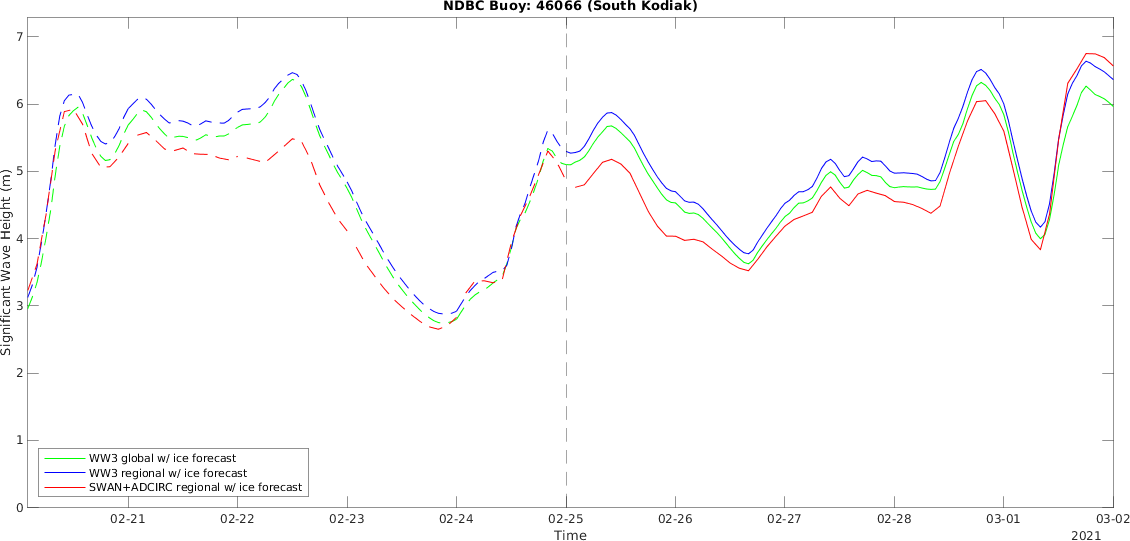 NDBC Buoy: 46066 (South Kodiak)
7
6
5
4
3
2
1
0
Significant Wave Height (m)
WW3 global w/ ice forecast
WW3 regional w/ ice forecast
SWAN+ADCIRC regional w/ ice forecast
02-21 02-22 02-23 02-24 02-25 02-26 02-27 02-28 03-01 03-02
Time
2021